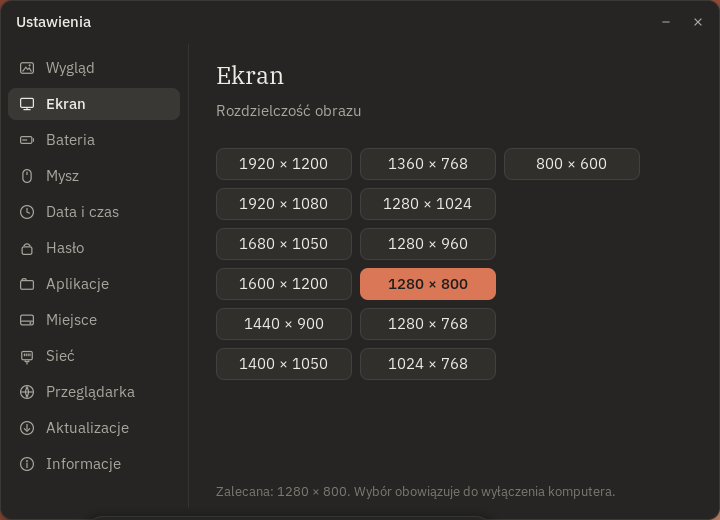 Ustawienia
Wygląd
Ekran
Bateria
Mysz
Data i czas
Hasło
Aplikacje
Miejsce
Sieć
Przeglądarka
Aktualizacje
Informacje
Ekran
Rozdzielczość obrazu
1920 × 1200 1360 × 768 800 × 600
1920 × 1080 1280 × 1024
1680 × 1050 1280 × 960
1600 × 1200 1280 × 800
1440 × 900 1280 × 768
1400 × 1050 1024 × 768
Zalecana: 1280 × 800. Wybór obowiązuje do wyłączenia komputera.